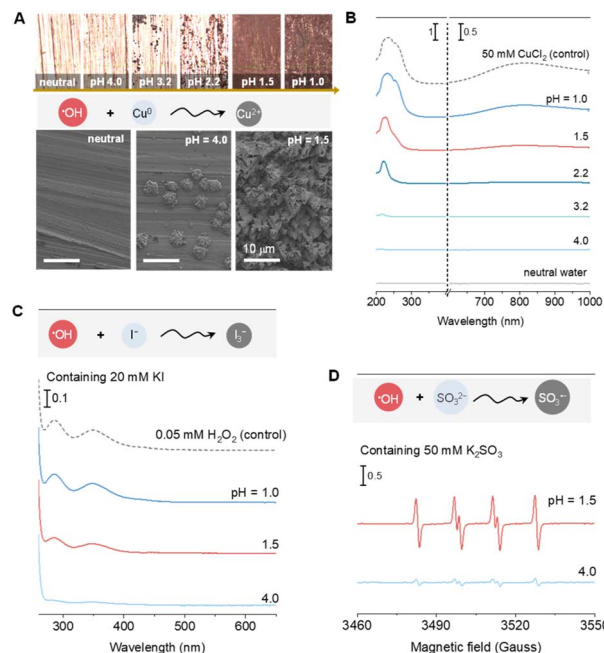 A
neutral pH 4.0 pH 3.2 pH 2.2 pH 1.5 pH 1.0
•OH + Cu⁰ Cu²⁺
neutral pH = 4.0 pH = 1.5
10 μm
B
1 0.5
50 mM CuCl₂ (control)
pH = 1.0
1.5
2.2
3.2
4.0
neutral water
200 300 400 800 1000
Wavelength (nm)
C
•OH + I⁻ I₃⁻
Containing 20 mM KI
0.1
0.05 mM H₂O₂ (control)
pH = 1.0
1.5
4.0
300 400 500 600
Wavelength (nm)
D
•OH + SO₃²⁻ SO₃•⁻
Containing 50 mM K₂SO₃
0.5
pH = 1.5
4.0
3460 3490 3520 3550
Magnetic field (Gauss)